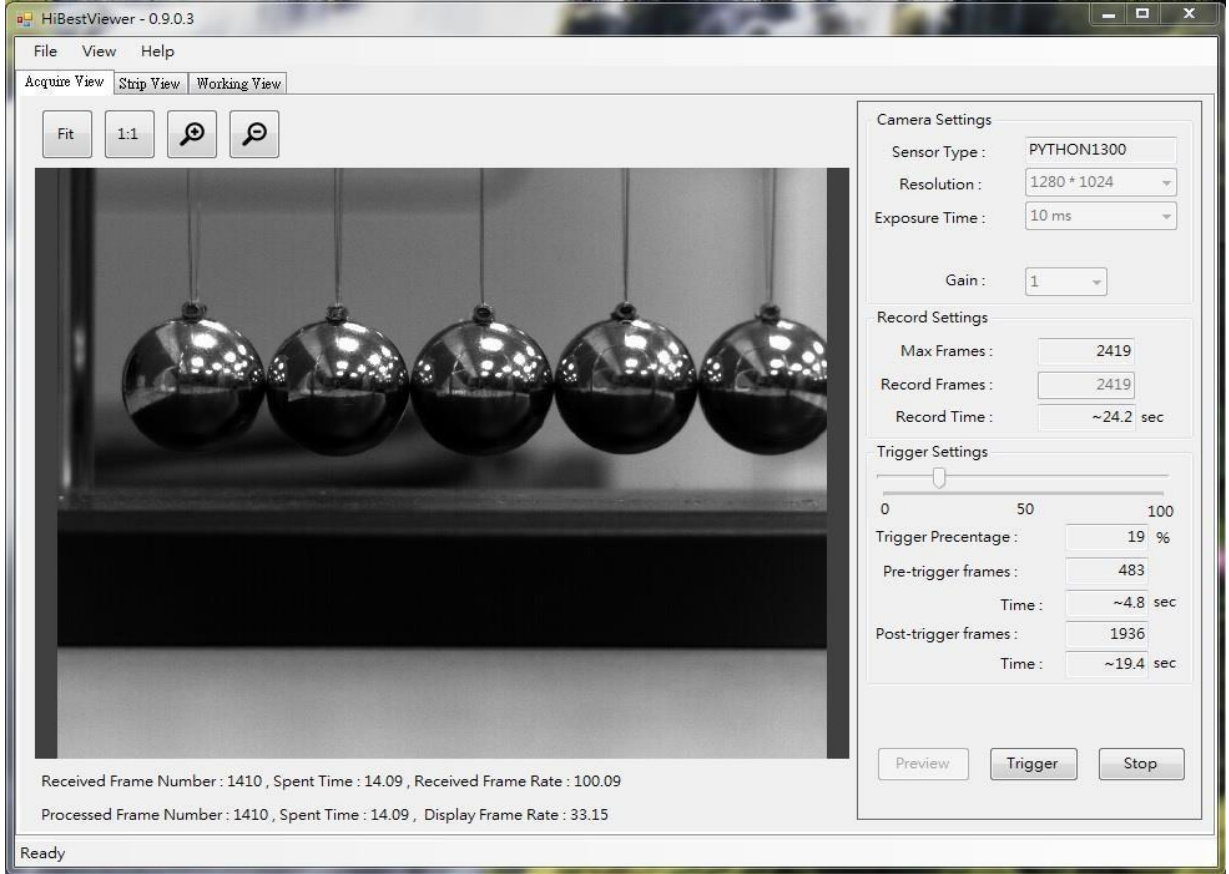 HiBestViewer - 0.9.0.3
File View Help
Acquire View Strip View Working View
Fit 1:1
Camera Settings
Sensor Type : PYTHON1300
Resolution : 1280 * 1024
Exposure Time : 10 ms
Gain : 1
Record Settings
Max Frames : 2419
Record Frames : 2419
Record Time : ~24.2 sec
Trigger Settings
0 50 100
Trigger Precentage : 19 %
Pre-trigger frames : 483
Time : ~4.8 sec
Post-trigger frames : 1936
Time : ~19.4 sec
Preview Trigger Stop
Received Frame Number : 1410 , Spent Time : 14.09 , Received Frame Rate : 100.09
Processed Frame Number : 1410 , Spent Time : 14.09 , Display Frame Rate : 33.15
Ready